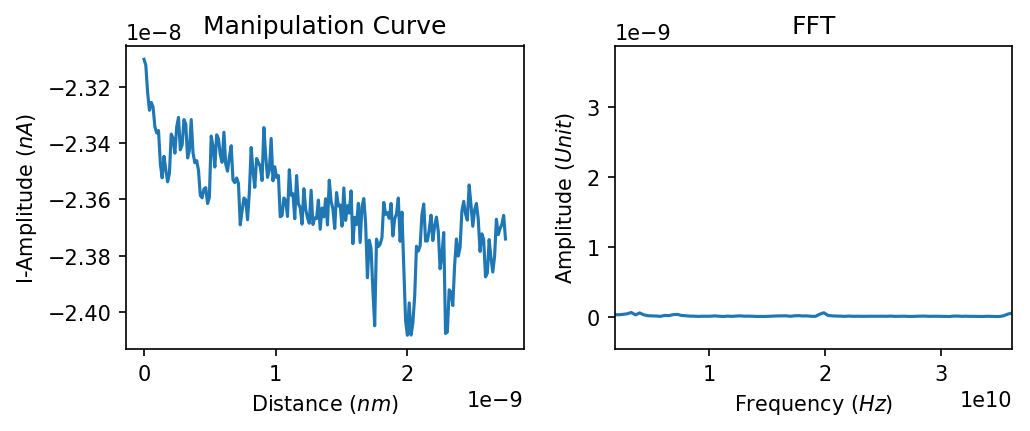 Manipulation Curve
1e−8
−2.32
−2.34
−2.36
−2.38
−2.40
I-Amplitude (nA)
0 1 2
1e−9
Distance (nm)
FFT
1e−9
3
2
1
0
Amplitude (Unit)
1 2 3
1e10
Frequency (Hz)